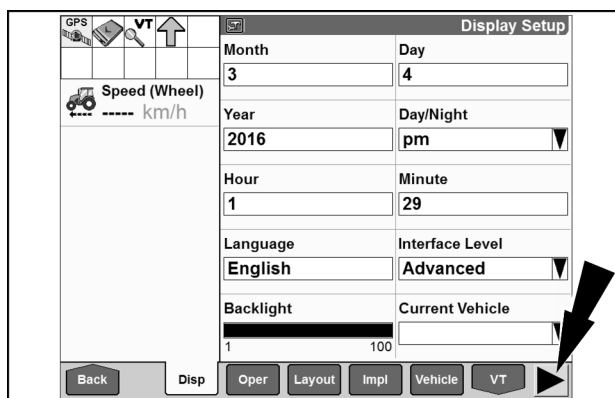 GPS VT
Display Setup
Speed (Wheel)
----- km/h
Month Day
3 4
Year Day/Night
2016 pm
Hour Minute
1 29
Language Interface Level
English Advanced
Backlight Current Vehicle
1 100
Back Disp Oper Layout Impl Vehicle VT